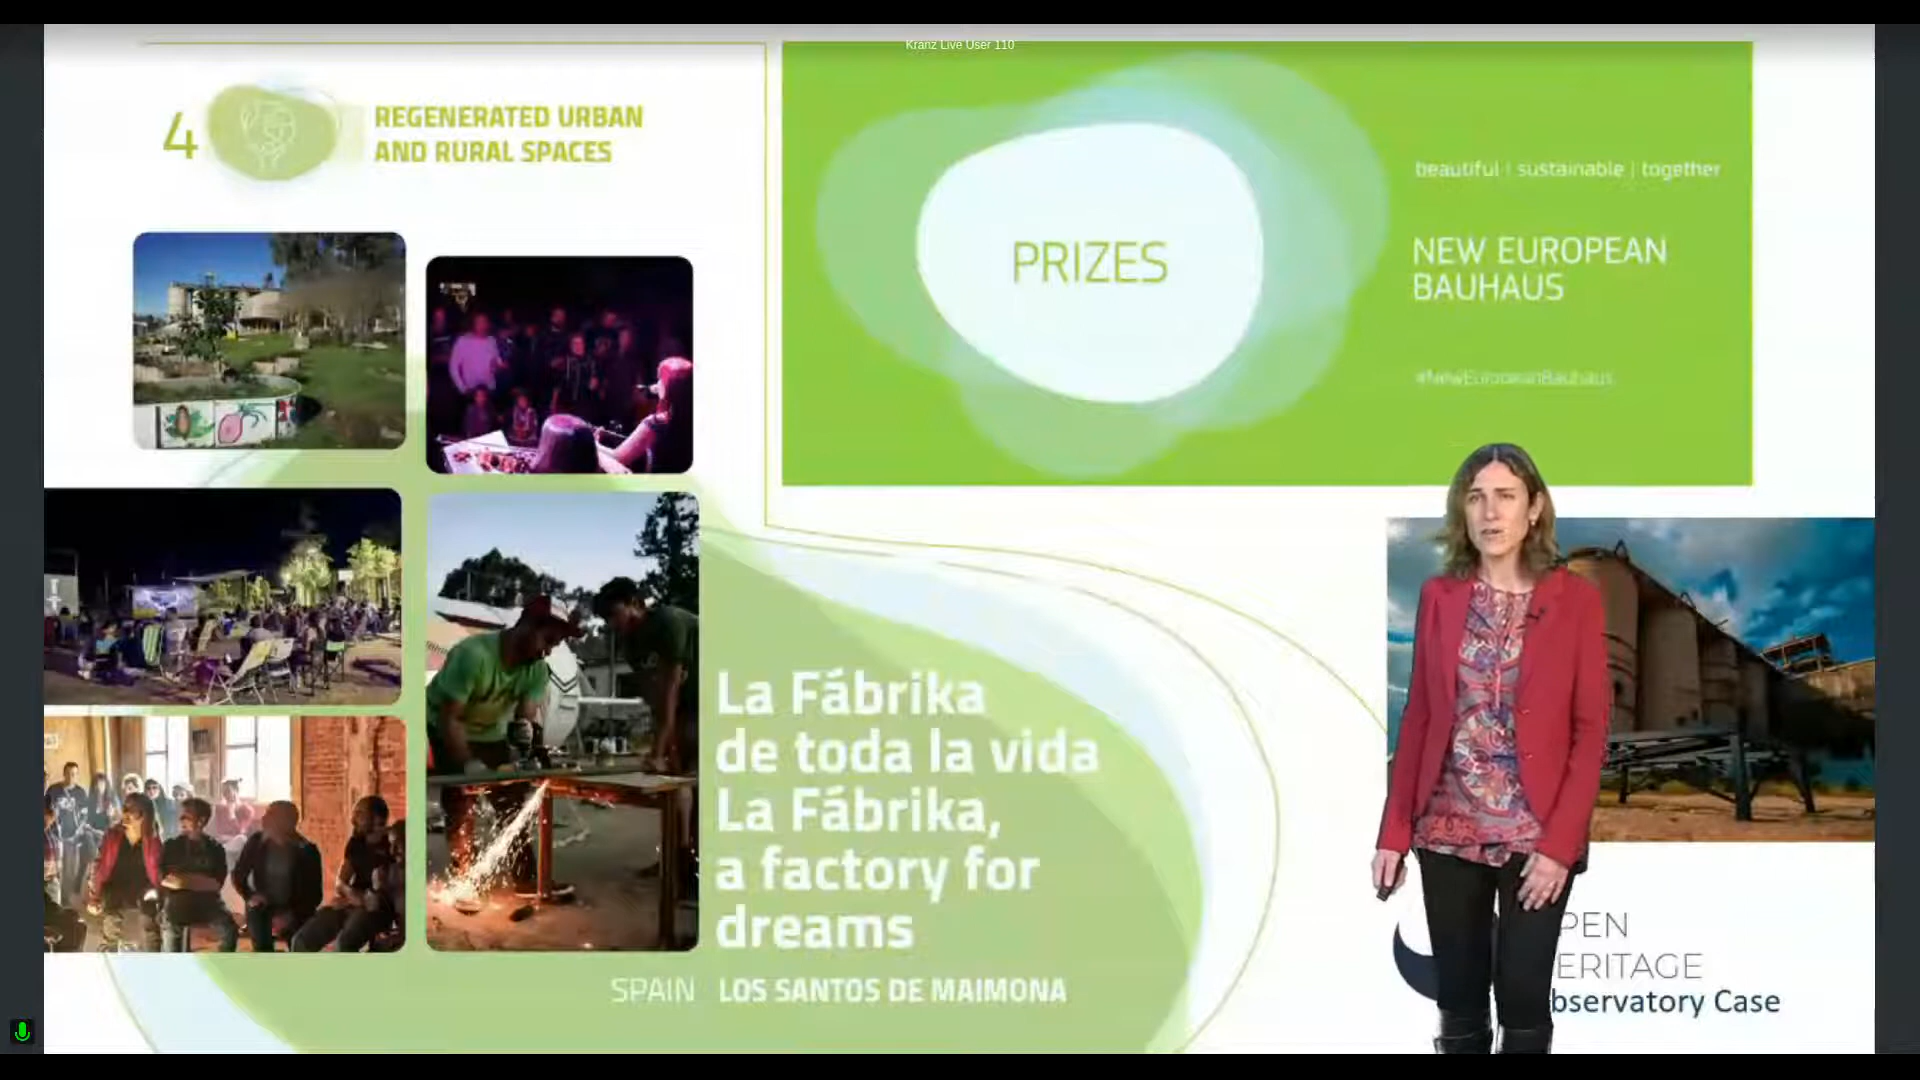 Kranz Live User 110
4
REGENERATED URBAN
AND RURAL SPACES
PRIZES
beautiful | sustainable | together
NEW EUROPEAN
BAUHAUS
#NewEuropeanBauhaus
La Fábrika
de toda la vida
La Fábrika,
a factory for
dreams
SPAIN LOS SANTOS DE MAIMONA
PEN
ERITAGE
bservatory Case